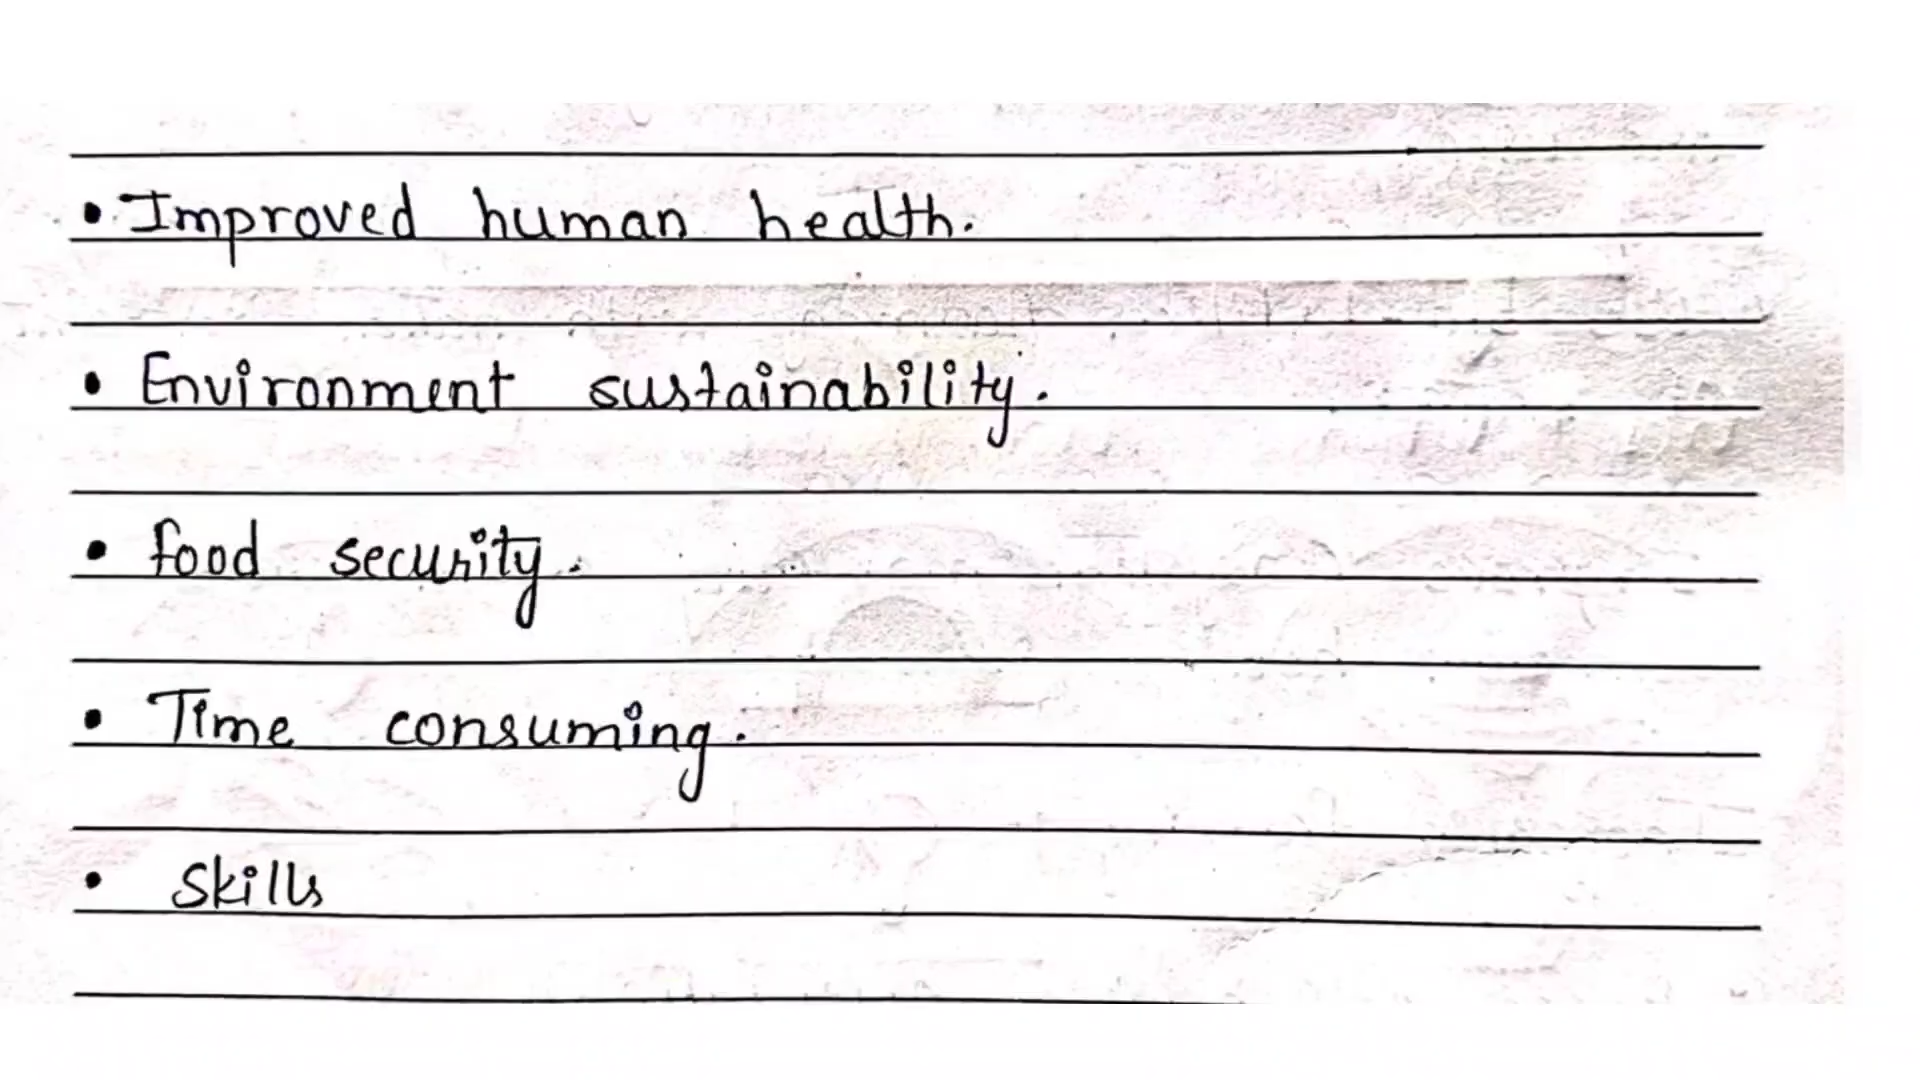 • Improved human health.
• Environment sustainability.
• food security.
• Time consuming.
• Skills